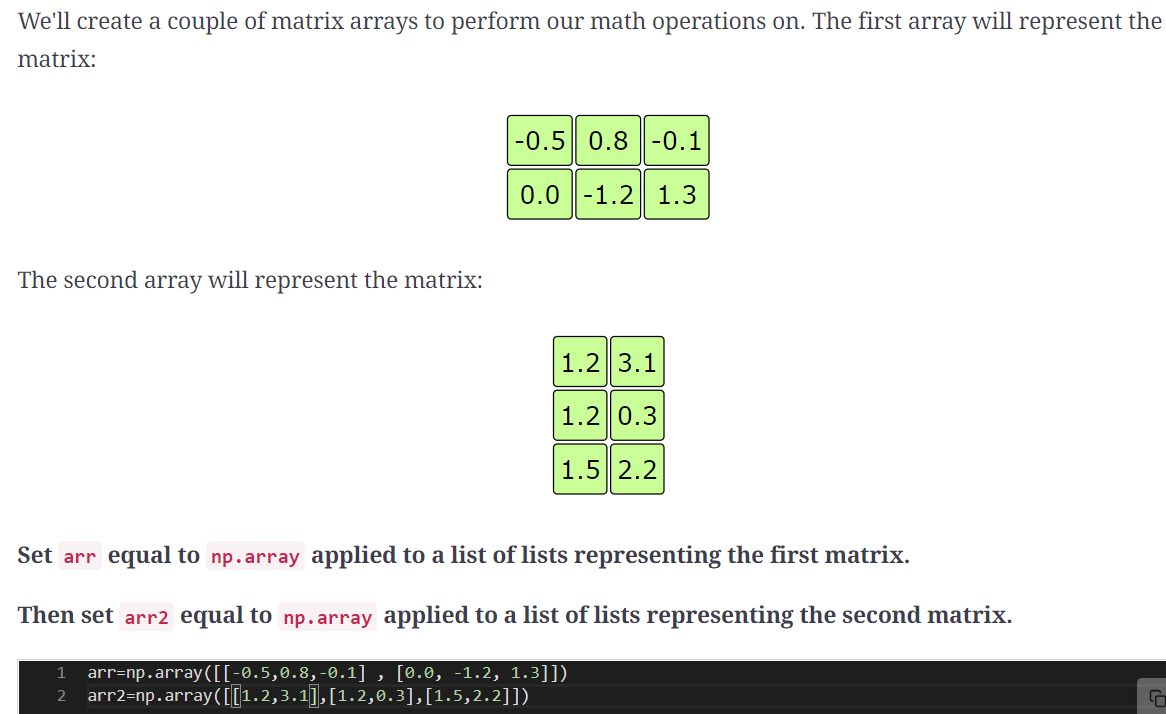 We'll create a couple of matrix arrays to perform our math operations on. The first array will represent the
matrix:
-0.5 0.8 -0.1
0.0 -1.2 1.3
The second array will represent the matrix:
1.2 3.1
1.2 0.3
1.5 2.2
Set arr equal to np.array applied to a list of lists representing the first matrix.
Then set arr2 equal to np.array applied to a list of lists representing the second matrix.
1 arr=np.array([[-0.5,0.8,-0.1] , [0.0, -1.2, 1.3]])
2 arr2=np.array([[1.2,3.1],[1.2,0.3],[1.5,2.2]])